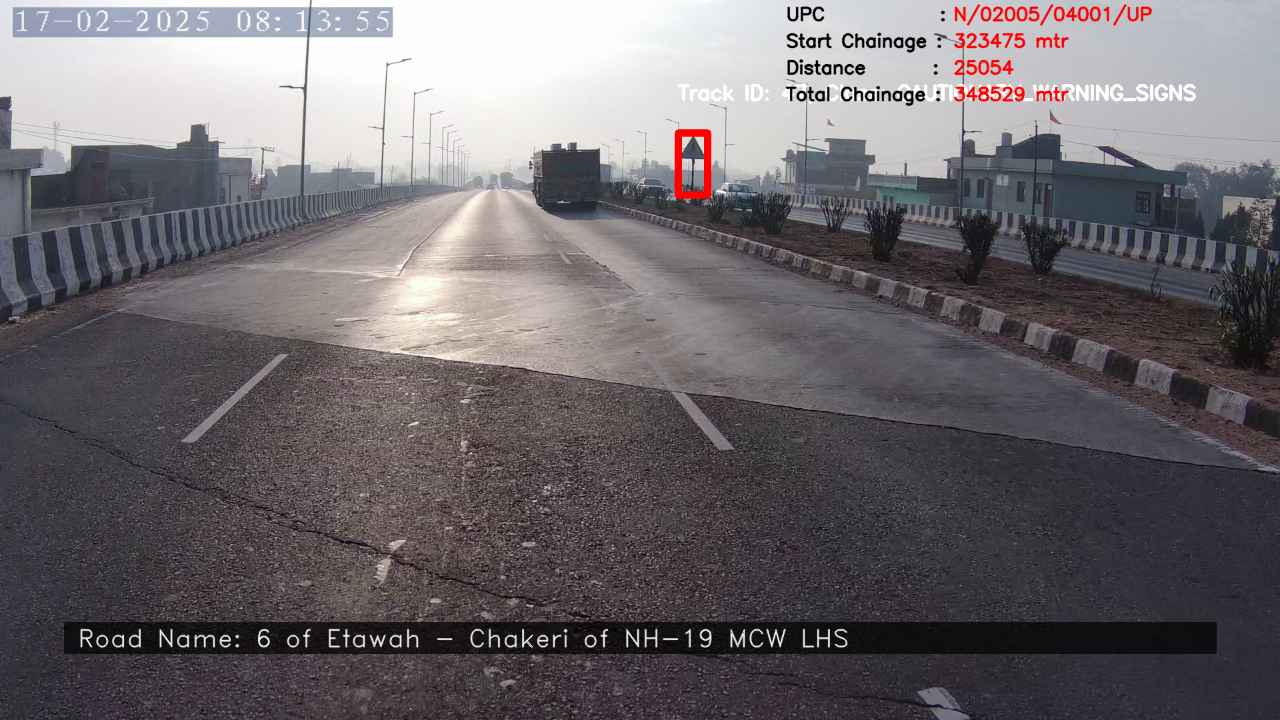 17-02-2025 08:13:55
UPC : N/02005/04001/UP
Start Chainage : 323475 mtr
Distance : 25054
Track ID:
Total Chainage : 348529 mtr
WARNING_SIGNS
Road Name: 6 of Etawah - Chakeri of NH-19 MCW LHS